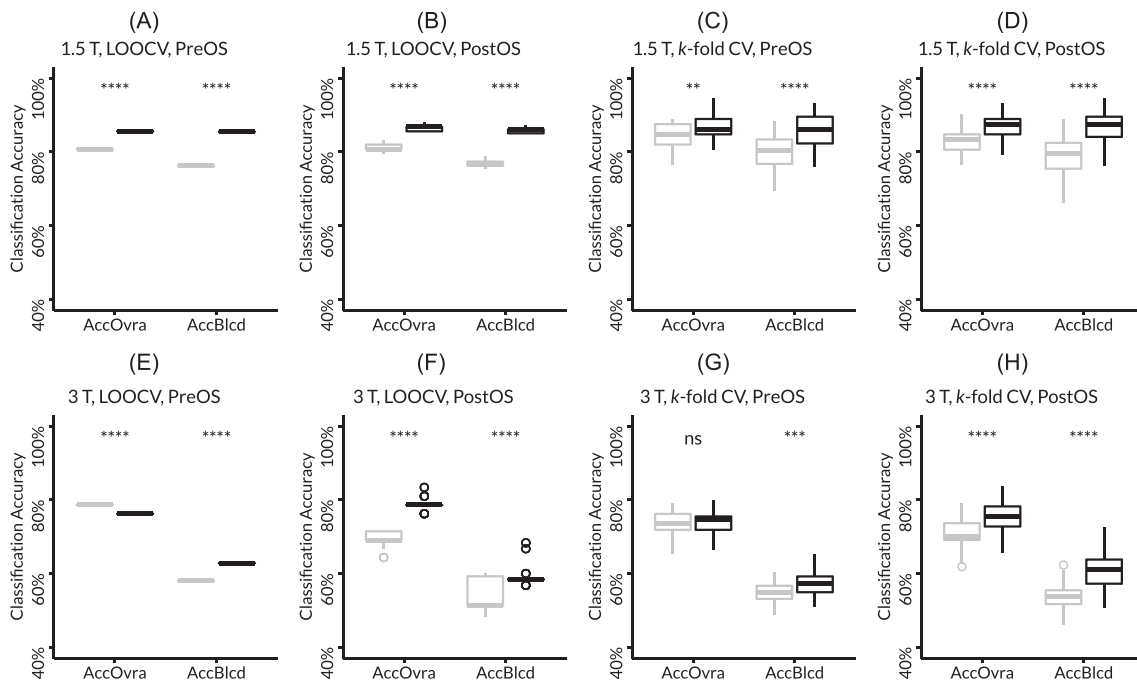 (A)
1.5 T, LOOCV, PreOS
Classification Accuracy
100%
80%
60%
40%
**** ****
AccOvra AccBlcd
(B)
1.5 T, LOOCV, PostOS
Classification Accuracy
100%
80%
60%
40%
**** ****
AccOvra AccBlcd
(C)
1.5 T, k-fold CV, PreOS
Classification Accuracy
100%
80%
60%
40%
** ****
AccOvra AccBlcd
(D)
1.5 T, k-fold CV, PostOS
Classification Accuracy
100%
80%
60%
40%
**** ****
AccOvra AccBlcd
(E)
3 T, LOOCV, PreOS
Classification Accuracy
100%
80%
60%
40%
**** ****
AccOvra AccBlcd
(F)
3 T, LOOCV, PostOS
Classification Accuracy
100%
80%
60%
40%
**** ****
AccOvra AccBlcd
(G)
3 T, k-fold CV, PreOS
Classification Accuracy
100%
80%
60%
40%
ns ***
AccOvra AccBlcd
(H)
3 T, k-fold CV, PostOS
Classification Accuracy
100%
80%
60%
40%
**** ****
AccOvra AccBlcd